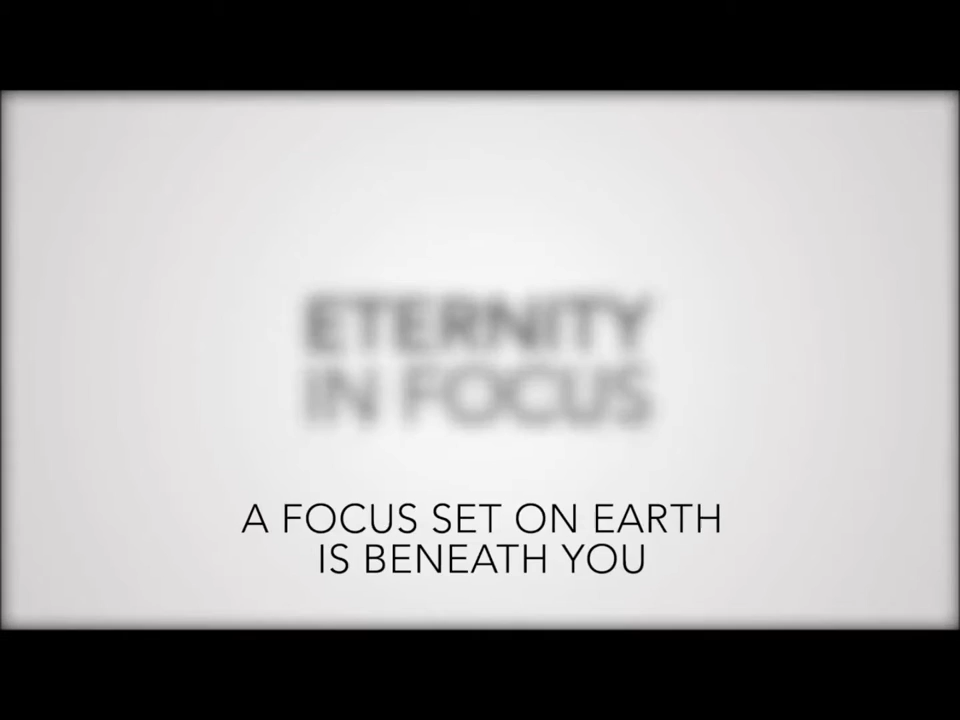 ETERNITY
IN FOCUS
A FOCUS SET ON EARTH
IS BENEATH YOU